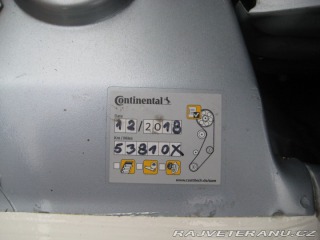 Continental
12/2018
53810X
RAJVETERANU.CZ